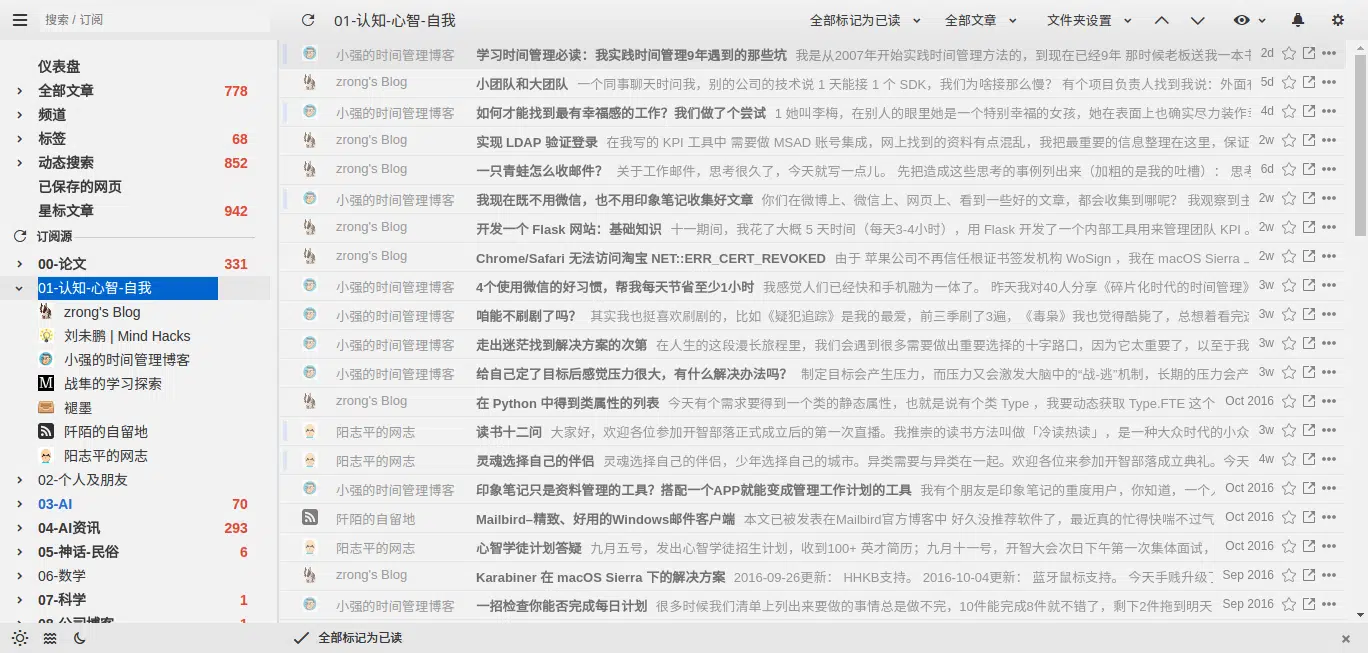 搜索 / 订阅
01-认知-心智-自我
全部标记为已读
全部文章
文件夹设置
仪表盘
全部文章 778
频道
标签 68
动态搜索 852
已保存的网页
星标文章 942
订阅源
00-论文 331
01-认知-心智-自我
zrong's Blog
刘未鹏 | Mind Hacks
小强的时间管理博客
战隼的学习探索
褪墨
阡陌的自留地
阳志平的网志
02-个人及朋友
03-AI 70
04-AI资讯 293
05-神话-民俗 6
06-数学
07-科学 1
小强的时间管理博客 学习时间管理必读：我实践时间管理9年遇到的那些坑 我是从2007年开始实践时间管理方法的，到现在已经9年 那时候老板送我一本书 2d
zrong's Blog 小团队和大团队 一个同事聊天时问我，别的公司的技术说 1 天能接 1 个 SDK，我们为啥接那么慢？ 有个项目负责人找到我说：外面有 5d
小强的时间管理博客 如何才能找到最有幸福感的工作？我们做了个尝试 1 她叫李梅，在别人的眼里她是一个特别幸福的女孩，她在表面上也确实尽力装作 4d
zrong's Blog 实现 LDAP 验证登录 在我写的 KPI 工具中 需要做 MSAD 账号集成，网上找到的资料有点混乱，我把最重要的信息整理在这里，保证 2w
zrong's Blog 一只青蛙怎么收邮件？ 关于工作邮件，思考很久了，今天就写一点儿。 先把造成这些思考的事例列出来（加粗的是我的吐槽）： 思考 6d
小强的时间管理博客 我现在既不用微信，也不用印象笔记收集好文章 你们在微博上、微信上、网页上、看到一些好的文章，都会收集到哪呢？ 我观察到主 2w
zrong's Blog 开发一个 Flask 网站：基础知识 十一期间，我花了大概 5 天时间（每天3-4小时），用 Flask 开发了一个内部工具用来管理团队 KPI 。 2w
zrong's Blog Chrome/Safari 无法访问淘宝 NET::ERR_CERT_REVOKED 由于 苹果公司不再信任根证书签发机构 WoSign ，我在 macOS Sierra 2w
小强的时间管理博客 4个使用微信的好习惯，帮我每天节省至少1小时 我感觉人们已经快和手机融为一体了。 昨天我对40人分享《碎片化时代的时间管理》 3w
小强的时间管理博客 咱能不刷剧了吗？ 其实我也挺喜欢刷剧的，比如《疑犯追踪》是我的最爱，前三季刷了3遍，《毒枭》我也觉得酷毙了，总想着看完这 3w
小强的时间管理博客 走出迷茫找到解决方案的次第 在人生的这段漫长旅程里，我们会遇到很多需要做出重要选择的十字路口，因为它太重要了，以至于我 3w
小强的时间管理博客 给自己定了目标后感觉压力很大，有什么解决办法吗？ 制定目标会产生压力，而压力又会激发大脑中的“战-逃”机制，长期的压力会产 3w
zrong's Blog 在 Python 中得到类属性的列表 今天有个需求要得到一个类的静态属性，也就是说有个类 Type ，我要动态获取 Type.FTE 这个 Oct 2016
阳志平的网志 读书十二问 大家好，欢迎各位参加开智部落正式成立后的第一次直播。我推崇的读书方法叫做「冷读热读」，是一种大众时代的小众 3w
阳志平的网志 灵魂选择自己的伴侣 灵魂选择自己的伴侣，少年选择自己的城市。异类需要与异类在一起。欢迎各位来参加开智部落成立典礼。今天 4w
小强的时间管理博客 印象笔记只是资料管理的工具？搭配一个APP就能变成管理工作计划的工具 我有个朋友是印象笔记的重度用户，你知道，一个人 Oct 2016
阡陌的自留地 Mailbird–精致、好用的Windows邮件客户端 本文已被发表在Mailbird官方博客中 好久没推荐软件了，最近真的忙得快喘不过气 Oct 2016
阳志平的网志 心智学徒计划答疑 九月五号，发出心智学徒招生计划，收到100+ 英才简历；九月十一号，开智大会次日下午第一次集体面试， Oct 2016
zrong's Blog Karabiner 在 macOS Sierra 下的解决方案 2016-09-26更新： HHKB支持。 2016-10-04更新： 蓝牙鼠标支持。 今天手贱升级了 Sep 2016
小强的时间管理博客 一招检查你能否完成每日计划 很多时候我们清单上列出来要做的事情总是做不完，10件能完成8件就不错了，剩下2件拖到明天 Sep 2016
全部标记为已读